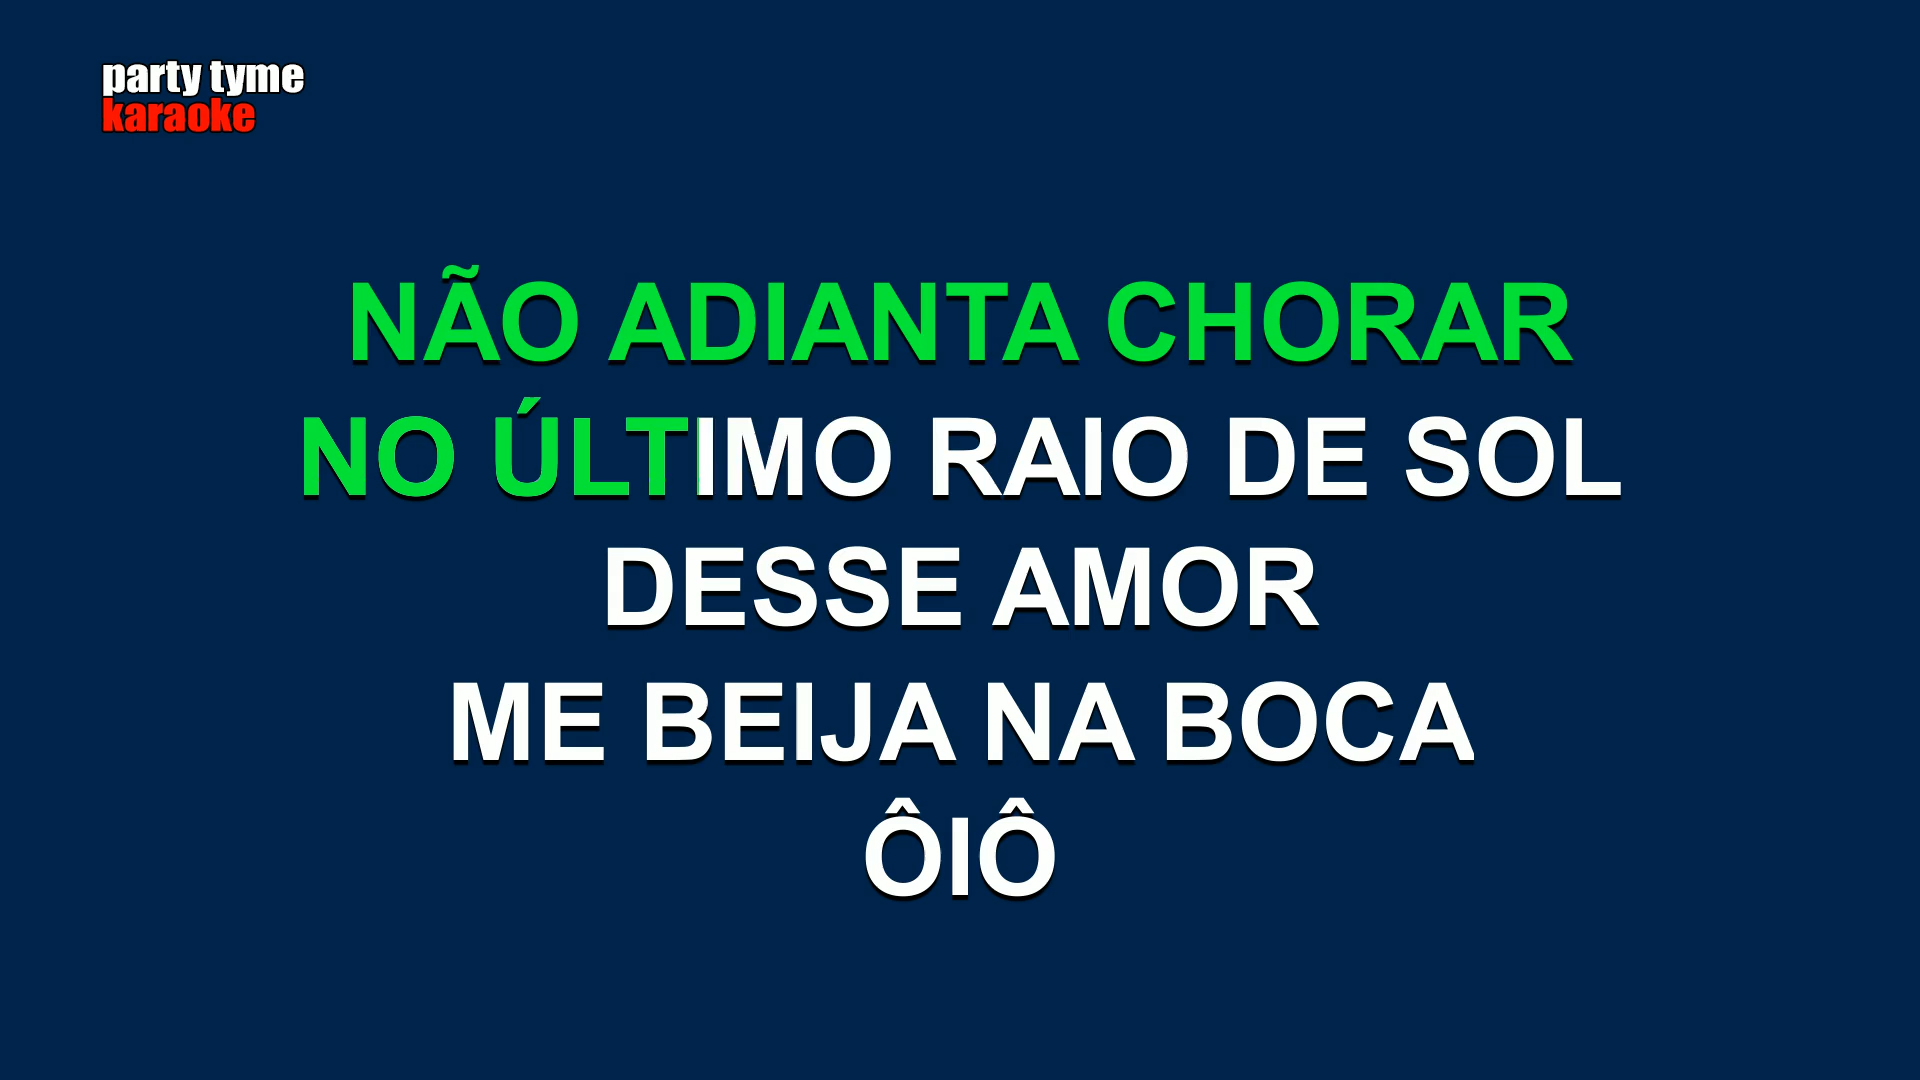 party tyme
karaoke
NÃO ADIANTA CHORAR
NO ÚLTIMO RAIO DE SOL
DESSE AMOR
ME BEIJA NA BOCA
ÔIÔ